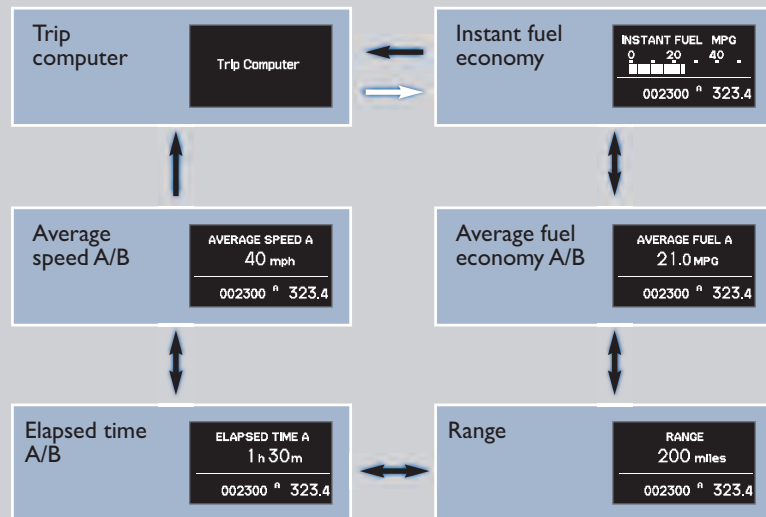 Trip
computer
Trip Computer
Instant fuel
economy
INSTANT FUEL MPG
0 20 40
002300 A 323.4
Average
speed A/B
AVERAGE SPEED A
40 mph
002300 A 323.4
Average fuel
economy A/B
AVERAGE FUEL A
21.0 MPG
002300 A 323.4
Elapsed time
A/B
ELAPSED TIME A
1 h 30 m
002300 A 323.4
Range
RANGE
200 miles
002300 A 323.4